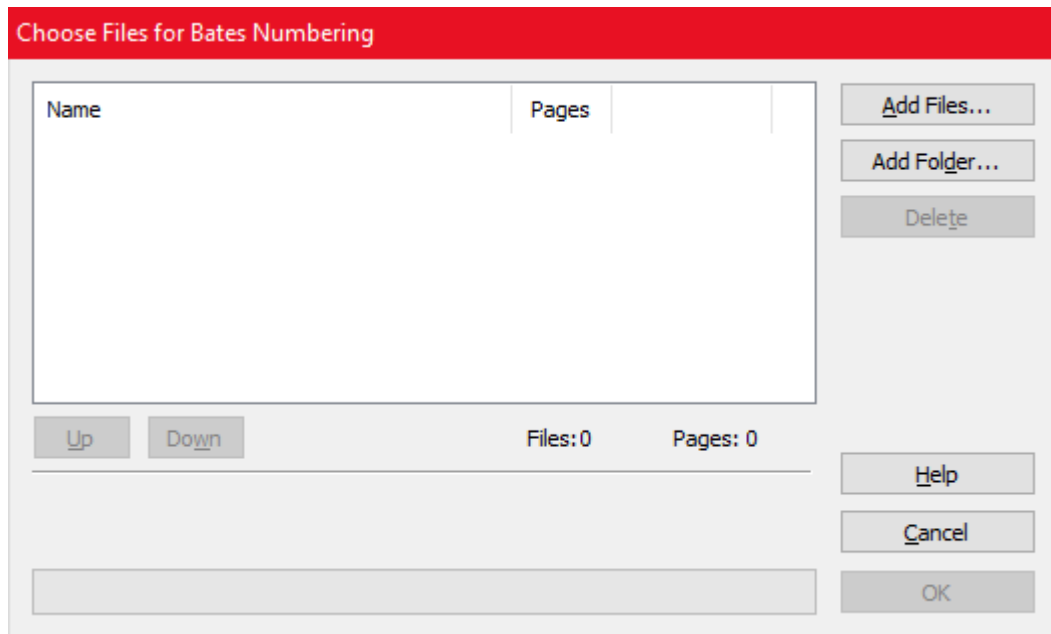 Choose Files for Bates Numbering
Name Pages
Add Files...
Add Folder...
Delete
Up Down Files:0 Pages: 0
Help
Cancel
OK